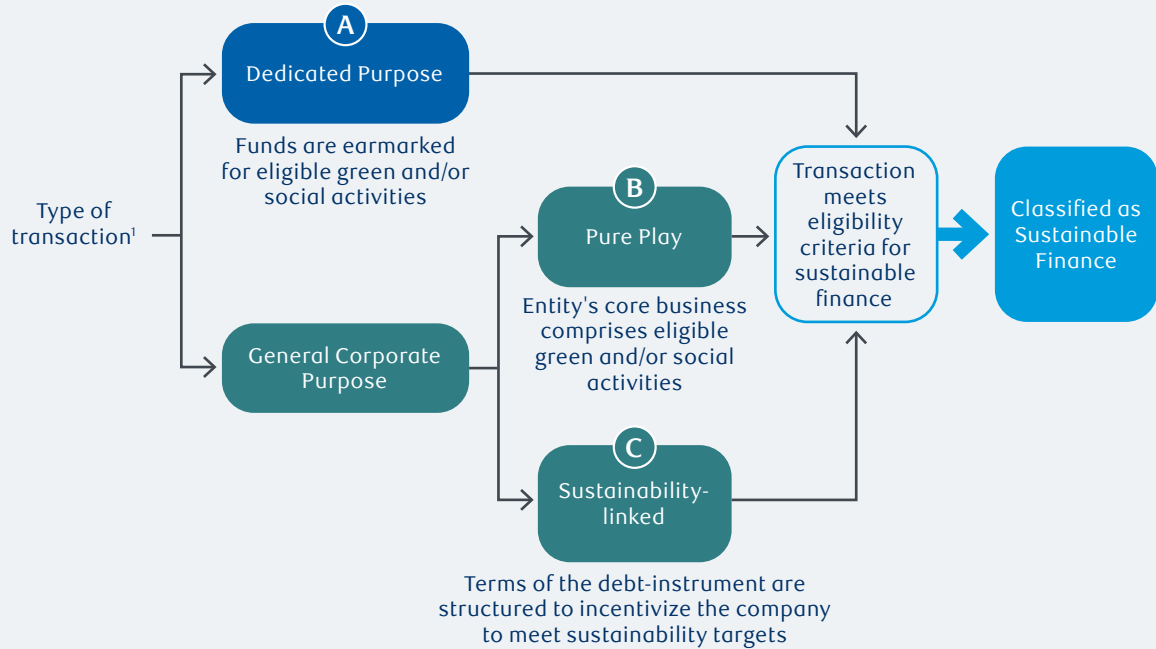 A
Dedicated Purpose
Funds are earmarked
for eligible green and/or
social activities
Type of
transaction¹
General Corporate
Purpose
B
Pure Play
Entity's core business
comprises eligible
green and/or social
activities
C
Sustainability-
linked
Terms of the debt-instrument are
structured to incentivize the company
to meet sustainability targets
Transaction
meets
eligibility
criteria for
sustainable
finance
Classified as
Sustainable
Finance